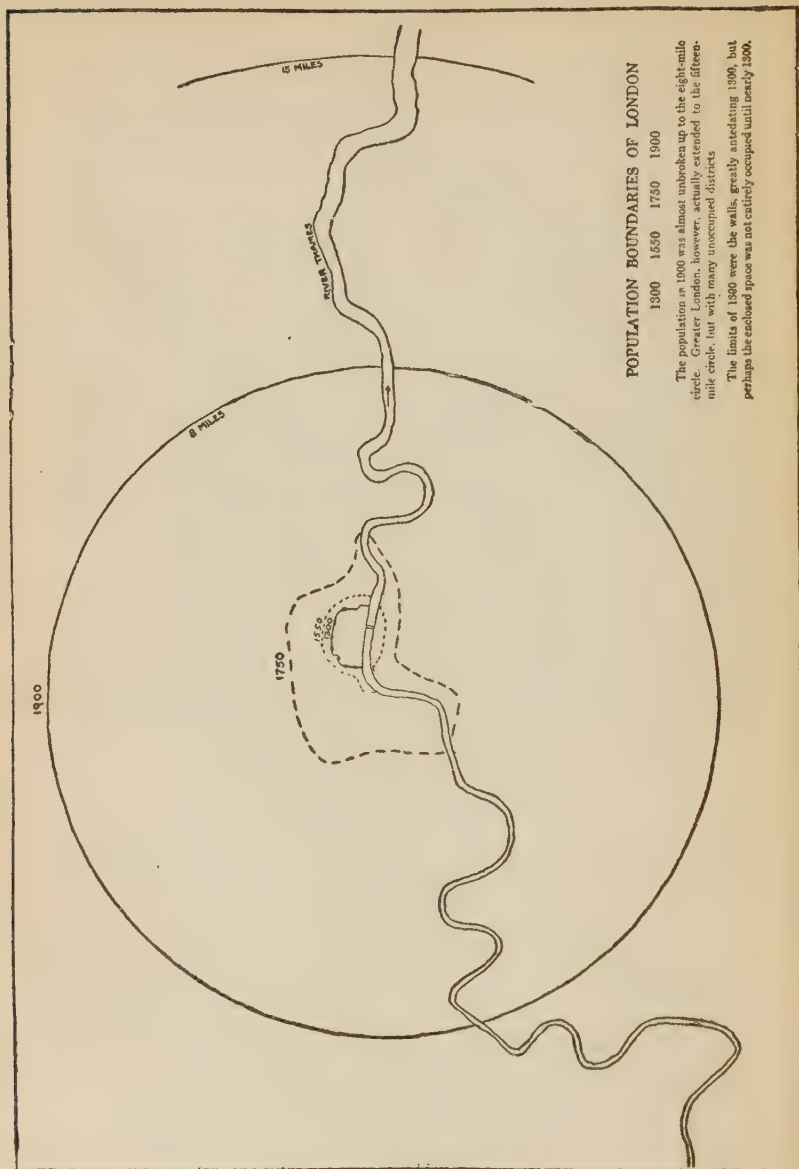 15 MILES
RIVER THAMES
8 MILES
1900
1750
1550
1300
POPULATION BOUNDARIES OF LONDON
1300 1550 1750 1900
The population in 1900 was almost unbroken up to the eight-mile
circle. Greater London, however, actually extended to the fifteen-
mile circle, but with many unoccupied districts
The limits of 1300 were the walls, greatly antedating 1300, but
perhaps the enclosed space was not entirely occupied until nearly 1300.